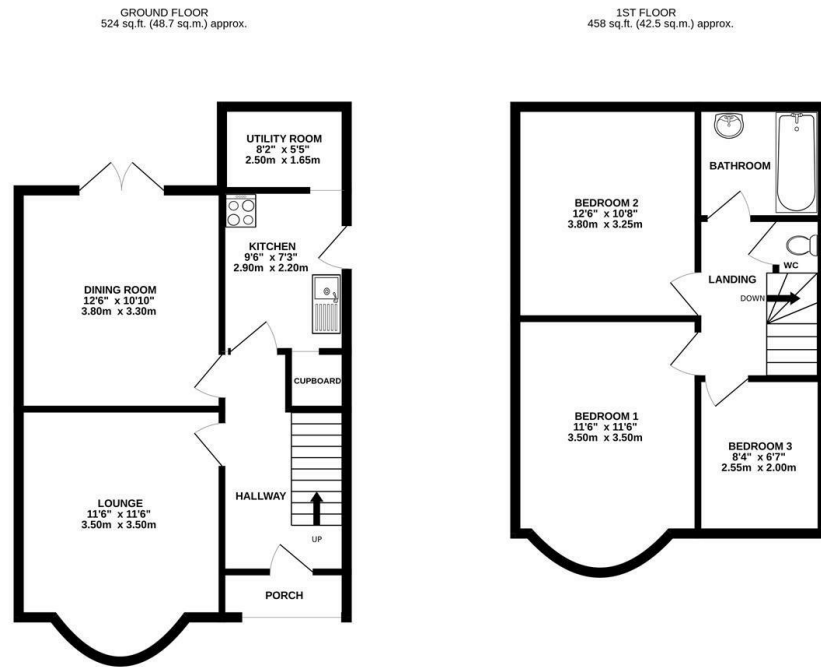 GROUND FLOOR
524 sq.ft. (48.7 sq.m.) approx.
UTILITY ROOM
8'2" x 5'5"
2.50m x 1.65m
KITCHEN
9'6" x 7'3"
2.90m x 2.20m
DINING ROOM
12'6" x 10'10"
3.80m x 3.30m
CUPBOARD
LOUNGE
11'6" x 11'6"
3.50m x 3.50m
HALLWAY
UP
PORCH
1ST FLOOR
458 sq.ft. (42.5 sq.m.) approx.
BATHROOM
BEDROOM 2
12'6" x 10'8"
3.80m x 3.25m
WC
LANDING
DOWN
BEDROOM 1
11'6" x 11'6"
3.50m x 3.50m
BEDROOM 3
8'4" x 6'7"
2.55m x 2.00m